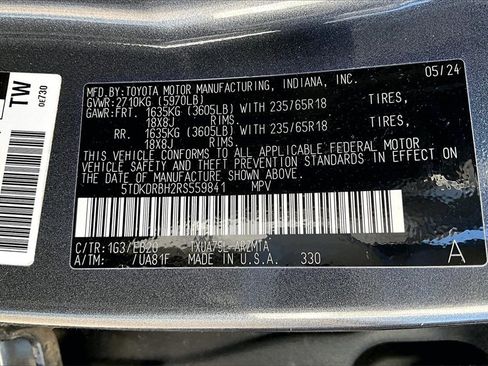 TW
0E730
MFD.BY:TOYOTA MOTOR MANUFACTURING, INDIANA, INC. 05/24
GVWR: 2710KG (5970LB)
GAWR:FRT. 1635KG (3605LB) WITH 235/65R18 TIRES,
18X8J RIMS.
RR. 1635KG (3605LB) WITH 235/65R18 TIRES,
18X8J RIMS.
THIS VEHICLE CONFORMS TO ALL APPLICABLE FEDERAL MOTOR
VEHICLE SAFETY AND THEFT PREVENTION STANDARDS IN
EFFECT ON THE DATE OF MANUFACTURE SHOWN ABOVE.
5TDKDRBH2RS559841 MPV
C/TR:1G3/EB20 TXUA75L-ARZMTA
A/TM: /UA81F MADE IN U.S.A. 330 A